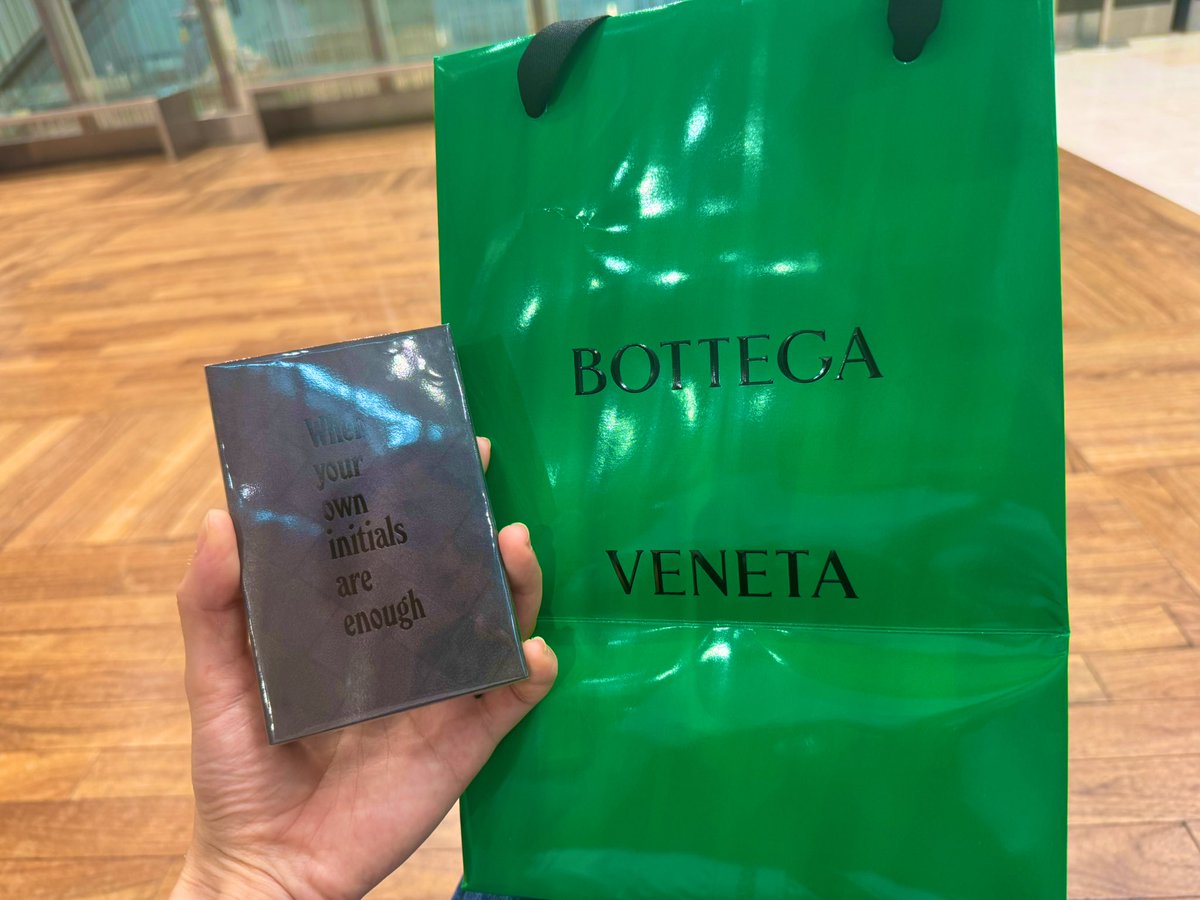 When
your
own
initials
are
enough
BOTTEGA
VENETA